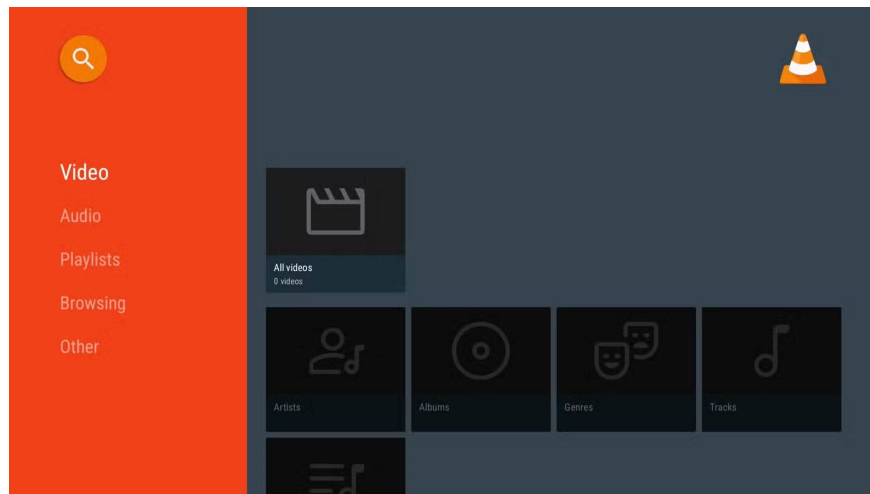 Video
Audio
Playlists
Browsing
Other
All videos
0 videos
Artists
Albums
Genres
Tracks